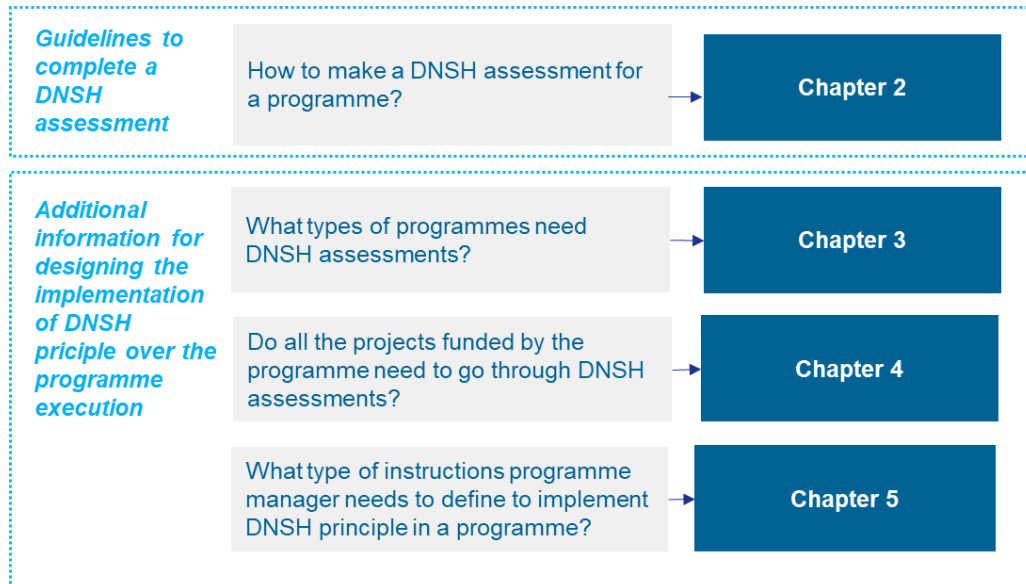 Guidelines to
complete a
DNSH
assessment
How to make a DNSH assessment for
a programme?
Chapter 2
Additional
information for
designing the
implementation
of DNSH
priciple over the
programme
execution
What types of programmes need
DNSH assessments?
Chapter 3
Do all the projects funded by the
programme need to go through DNSH
assessments?
Chapter 4
What type of instructions programme
manager needs to define to implement
DNSH principle in a programme?
Chapter 5